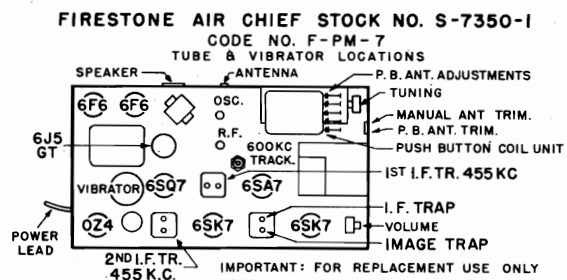 FIRESTONE AIR CHIEF STOCK NO. S-7350-1
CODE NO. F-PM-7
TUBE & VIBRATOR LOCATIONS
SPEAKER
ANTENNA
P.B. ANT. ADJUSTMENTS
TUNING
6F6
6F6
OSC.
MANUAL ANT TRIM.
P.B. ANT. TRIM.
6J5
GT
R.F.
PUSH BUTTON COIL UNIT
600KC
TRACK.
1ST I.F. TR. 455 KC
VIBRATOR
6SQ7
6SA7
I.F. TRAP
0Z4
6SK7
6SK7
VOLUME
POWER
LEAD
IMAGE TRAP
2ND I.F. TR.
455 K.C.
IMPORTANT: FOR REPLACEMENT USE ONLY